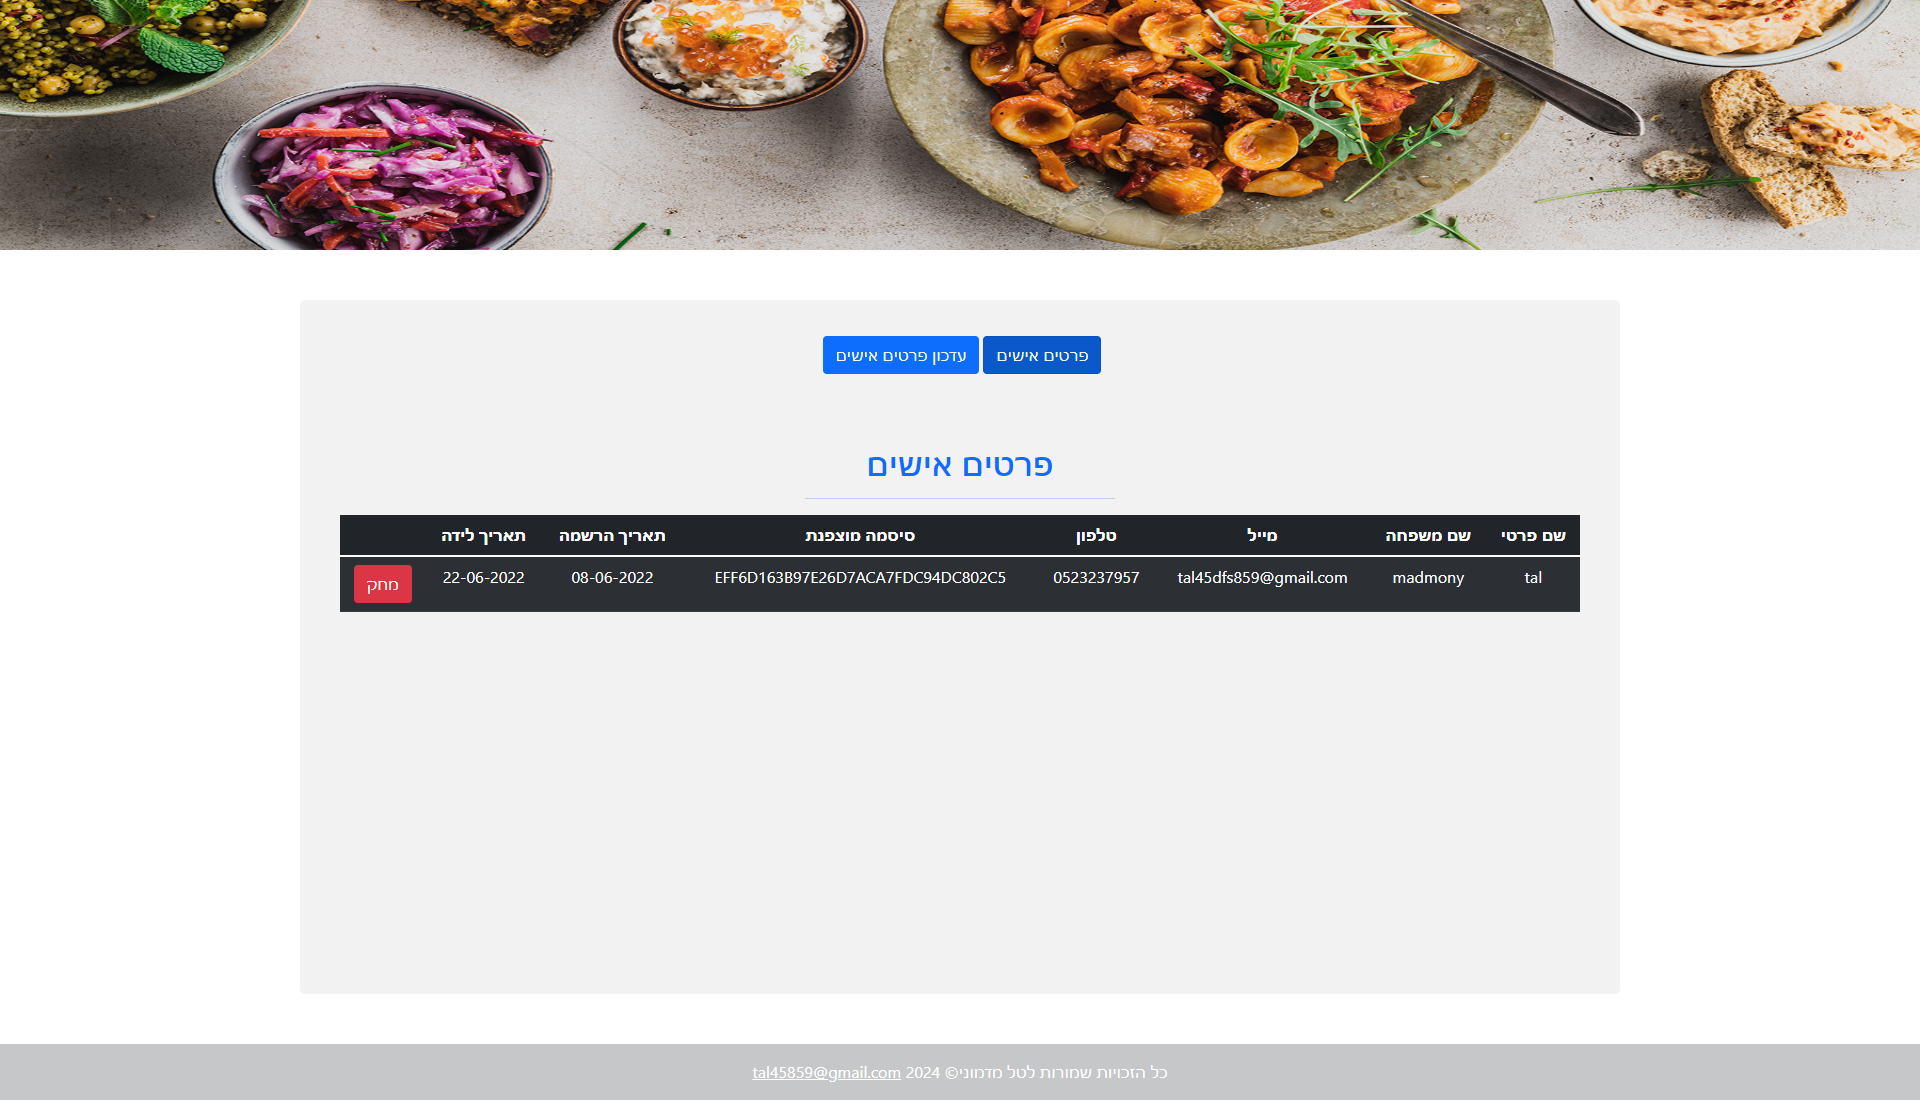 פרטים אישים עדכון פרטים אישים
פרטים אישים
שם פרטי שם משפחה מייל טלפון סיסמה מוצפנת תאריך הרשמה תאריך לידה
tal madmony tal45dfs859@gmail.com 0523237957 EFF6D163B97E26D7ACA7FDC94DC802C5 08-06-2022 22-06-2022 מחק
כל הזכויות שמורות לטל מדמוני© 2024 tal45859@gmail.com